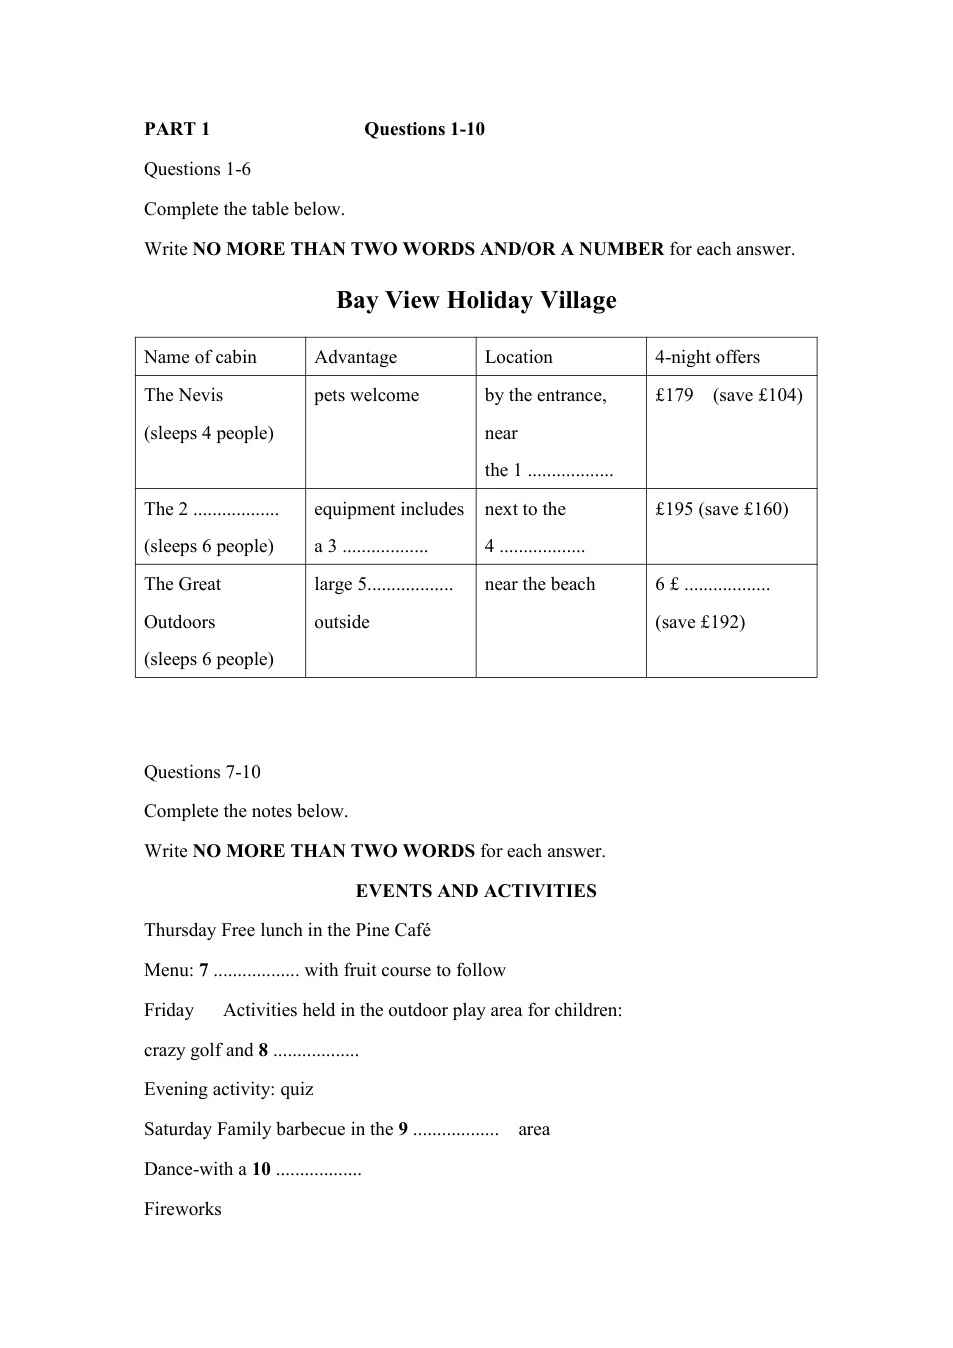 PART 1 Questions 1-10
Questions 1-6
Complete the table below.
Write NO MORE THAN TWO WORDS AND/OR A NUMBER for each answer.
Bay View Holiday Village
Name of cabin Advantage Location 4-night offers
The Nevis pets welcome by the entrance, £179 (save £104)
(sleeps 4 people) near
the 1 ..................
The 2 .................. equipment includes next to the £195 (save £160)
(sleeps 6 people) a 3 .................. 4 ..................
The Great large 5.................. near the beach 6 £ ..................
Outdoors outside (save £192)
(sleeps 6 people)
Questions 7-10
Complete the notes below.
Write NO MORE THAN TWO WORDS for each answer.
EVENTS AND ACTIVITIES
Thursday Free lunch in the Pine Café
Menu: 7 .................. with fruit course to follow
Friday Activities held in the outdoor play area for children:
crazy golf and 8 ..................
Evening activity: quiz
Saturday Family barbecue in the 9 .................. area
Dance-with a 10 ..................
Fireworks